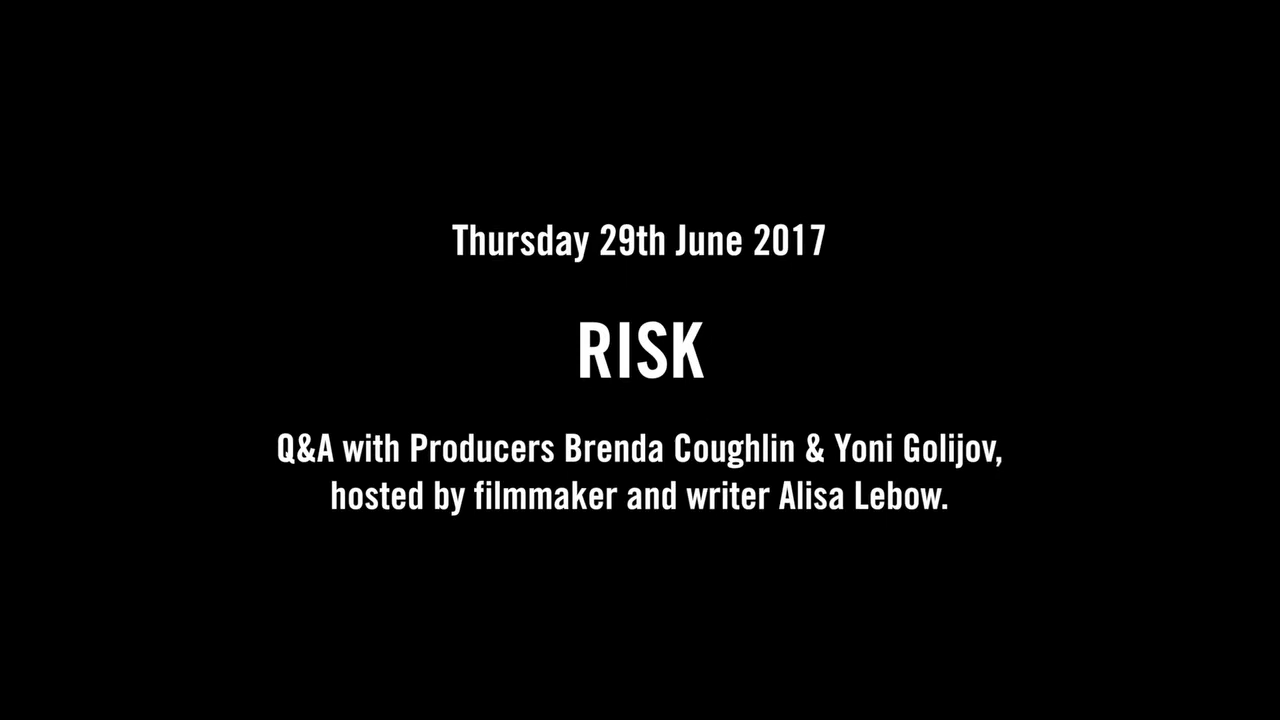 Thursday 29th June 2017
RISK
Q&A with Producers Brenda Coughlin & Yoni Golijov,
hosted by filmmaker and writer Alisa Lebow.